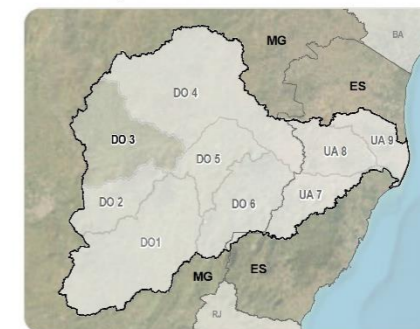 BA
MG
ES
DO 4
DO 3
UA 9
UA 8
DO 5
DO 2
UA 7
DO 6
DO1
MG
ES
RJ